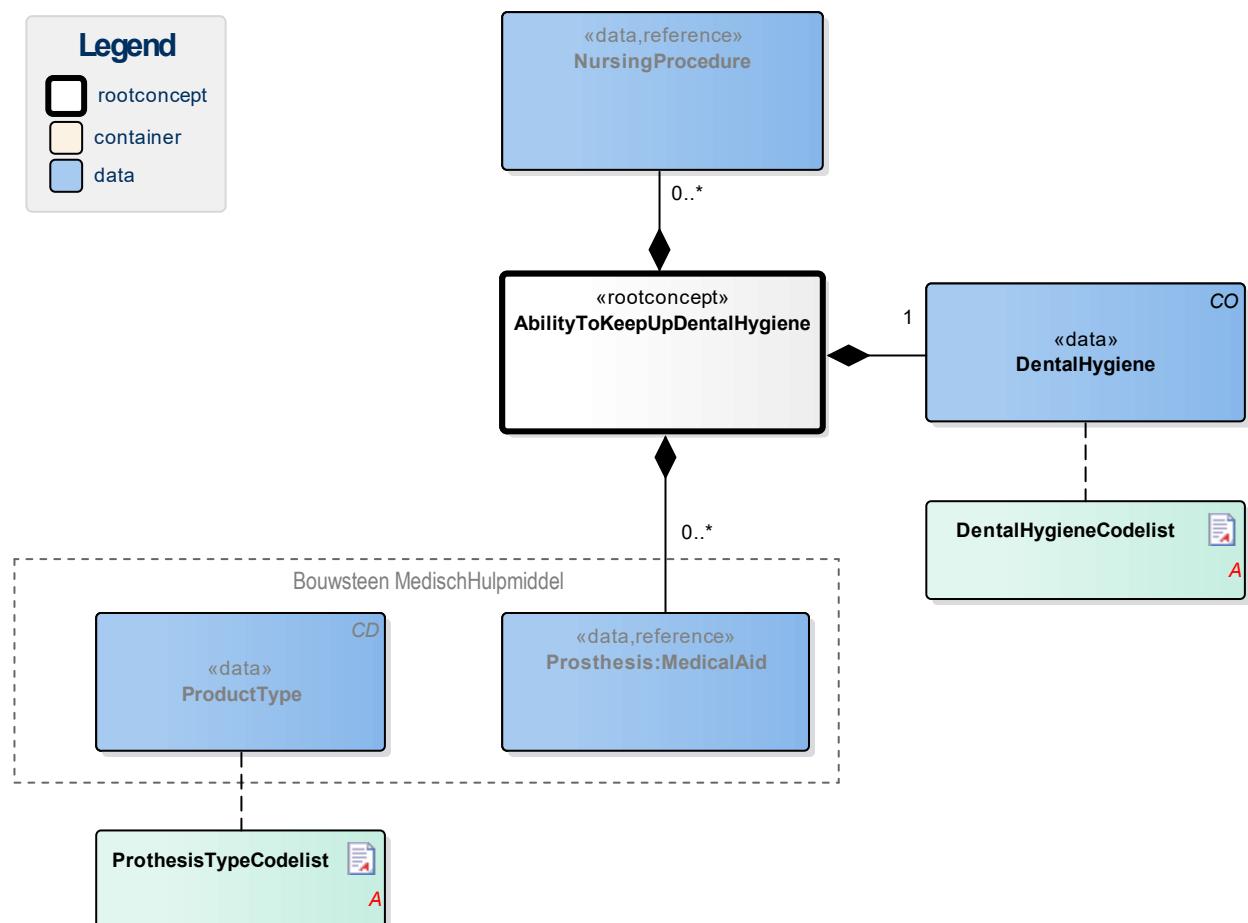 Legend
rootconcept
container
data
«data,reference»
NursingProcedure
0..*
«rootconcept»
AbilityToKeepUpDentalHygiene
1
CO
«data»
DentalHygiene
DentalHygieneCodelist
A
0..*
Bouwsteen MedischHulpmiddel
CD
«data»
ProductType
«data,reference»
Prosthesis:MedicalAid
ProthesisTypeCodelist
A